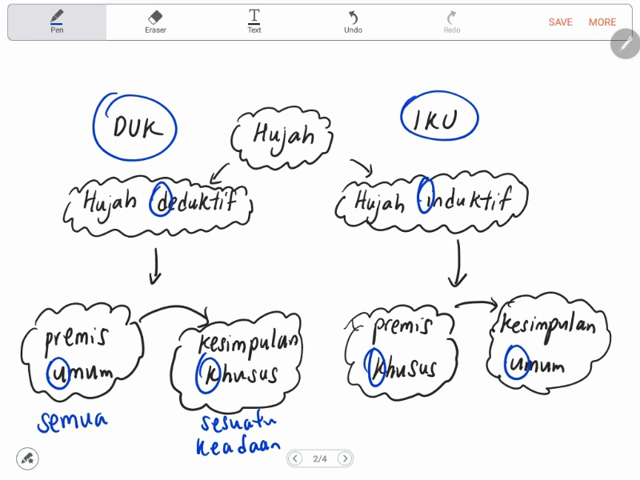 Pen
Eraser
Text
Undo
Redo
SAVE
MORE
DUK
Hujah
IKU
Hujah deduktif
Hujah induktif
premis
umum
kesimpulan
khusus
premis
khusus
kesimpulan
umum
semua
sesuatu
keadaan
2/4